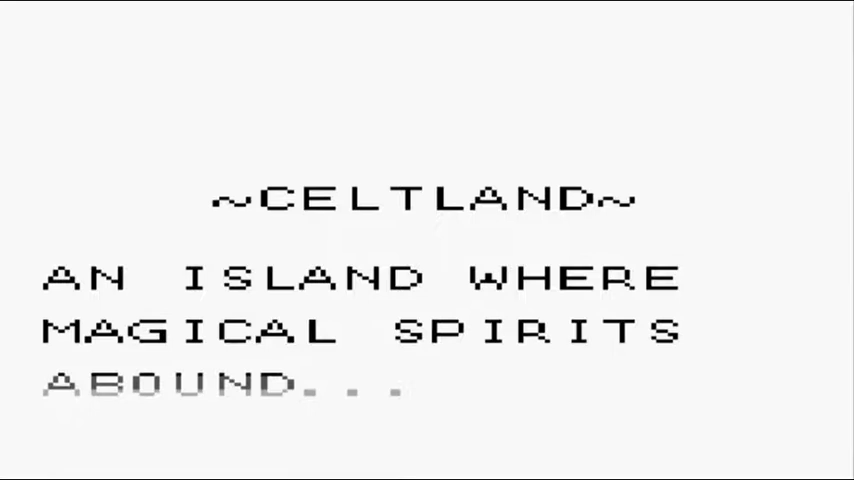 ~CELTLAND~
AN ISLAND WHERE
MAGICAL SPIRITS
ABOUND...